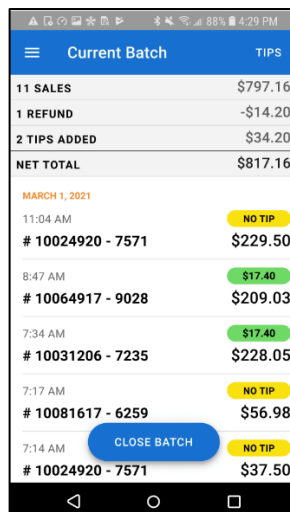 88% 4:29 PM
Current Batch TIPS
11 SALES $797.16
1 REFUND -$14.20
2 TIPS ADDED $34.20
NET TOTAL $817.16
MARCH 1, 2021
11:04 AM NO TIP
# 10024920 - 7571 $229.50
8:47 AM $17.40
# 10064917 - 9028 $209.03
7:34 AM $17.40
# 10031206 - 7235 $228.05
7:17 AM NO TIP
# 10081617 - 6259 $56.98
CLOSE BATCH
7:14 AM NO TIP
# 10024920 - 7571 $37.50